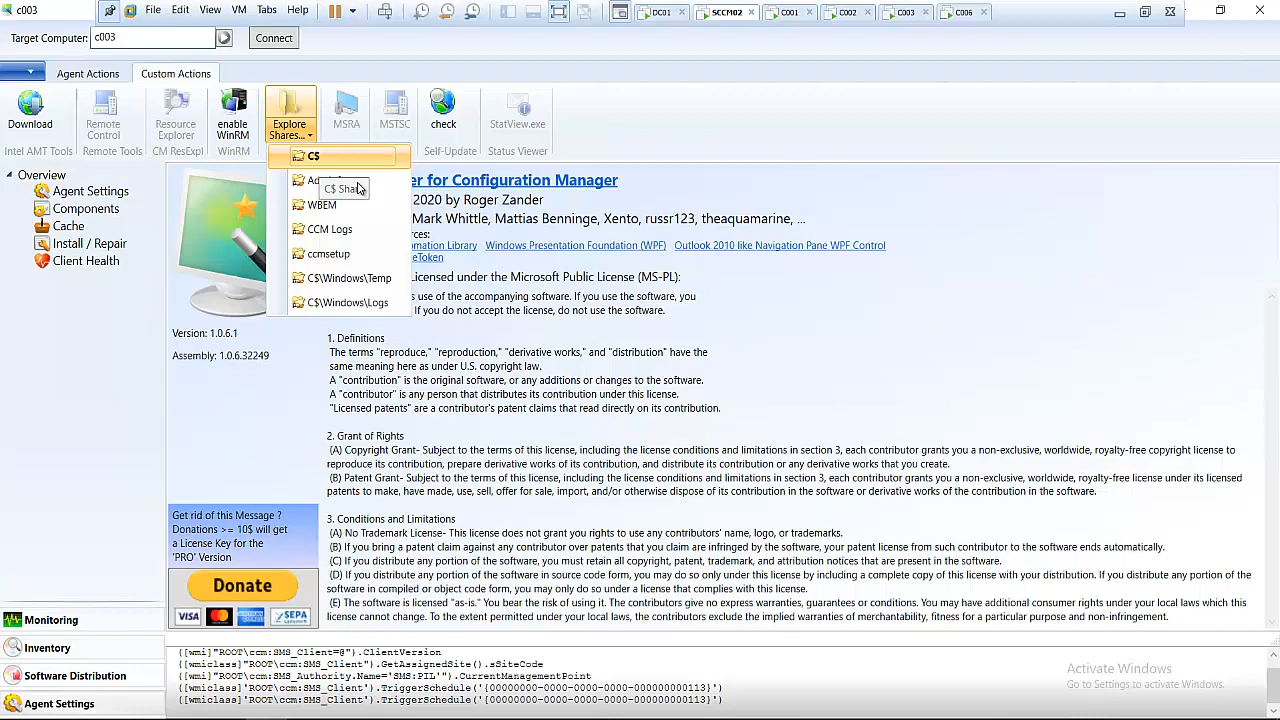 c003
File Edit View VM Tabs Help
DC01 SCCM02 C001 C002 C003 C006
Target Computer: c003 Connect
Agent Actions Custom Actions
Download Remote Control Resource Explorer enable WinRM Explore Shares... MSRA MSTSC check StatView.exe
Intel AMT Tools Remote Tools CM ResExpl WinRM Self-Update Status Viewer
C$
C$ Share
WBEM
CCM Logs
ccmsetup
C$\Windows\Temp
C$\Windows\Logs
Overview
Agent Settings
Components
Cache
Install / Repair
Client Health
er for Configuration Manager
2020 by Roger Zander
Mark Whittle, Mattias Benninge, Xento, russr123, theaquamarine, ...
rces:
mation Library Windows Presentation Foundation (WPF) Outlook 2010 like Navigation Pane WPF Control
eToken
icensed under the Microsoft Public License (MS-PL):
s use of the accompanying software. If you use the software, you
If you do not accept the license, do not use the software.
Version: 1.0.6.1
Assembly: 1.0.6.32249
1. Definitions
The terms "reproduce," "reproduction," "derivative works," and "distribution" have the
same meaning here as under U.S. copyright law.
A "contribution" is the original software, or any additions or changes to the software.
A "contributor" is any person that distributes its contribution under this license.
"Licensed patents" are a contributor's patent claims that read directly on its contribution.
2. Grant of Rights
(A) Copyright Grant- Subject to the terms of this license, including the license conditions and limitations in section 3, each contributor grants you a non-exclusive, worldwide, royalty-free copyright license to
reproduce its contribution, prepare derivative works of its contribution, and distribute its contribution or any derivative works that you create.
(B) Patent Grant- Subject to the terms of this license, including the license conditions and limitations in section 3, each contributor grants you a non-exclusive, worldwide, royalty-free license under its licensed
patents to make, have made, use, sell, offer for sale, import, and/or otherwise dispose of its contribution in the software or derivative works of the contribution in the software.
3. Conditions and Limitations
(A) No Trademark License- This license does not grant you rights to use any contributors' name, logo, or trademarks.
(B) If you bring a patent claim against any contributor over patents that you claim are infringed by the software, your patent license from such contributor to the software ends automatically.
(C) If you distribute any portion of the software, you must retain all copyright, patent, trademark, and attribution notices that are present in the software.
(D) If you distribute any portion of the software in source code form, you may do so only under this license by including a complete copy of this license with your distribution. If you distribute any portion of the
software in compiled or object code form, you may only do so under a license that complies with this license.
(E) The software is licensed "as-is." You bear the risk of using it. The contributors give no express warranties, guarantees or conditions. You may have additional consumer rights under your local laws which this
license cannot change. To the extent permitted under your local laws, the contributors exclude the implied warranties of merchantability, fitness for a particular purpose and non-infringement.
Get rid of this Message ?
Donations >= 10$ will get
a License Key for the
'PRO' Version
Donate
VISA SEPA
Monitoring
Inventory
Software Distribution
Agent Settings
([wmi]"ROOT\ccm:SMS_Client=@").ClientVersion
([wmiclass]"ROOT\ccm:SMS_Client").GetAssignedSite().sSiteCode
([wmiclass]'ROOT\ccm:SMS_Client').TriggerSchedule('{00000000-0000-0000-0000-000000000113}')
([wmiclass]'ROOT\ccm:SMS_Client').TriggerSchedule('{00000000-0000-0000-0000-000000000113}')
Activate Windows
Go to Settings to activate Windows.